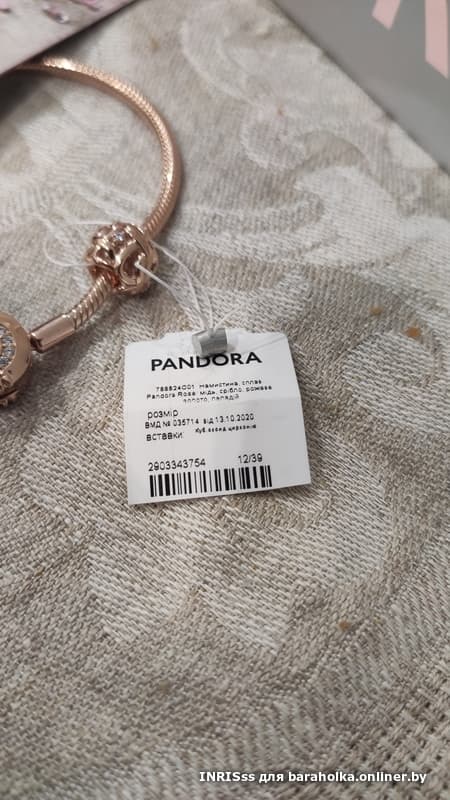 PANDORA
788824C01 Намистина, сплав
Pandora Rose: мідь, срібло, рожеве
золото, паладій
розмір
ВМД № 035714 від 13.10.2020
вставки: куб.оксид цирконію
2903343754 12/39
INRISss для baraholka.onliner.by